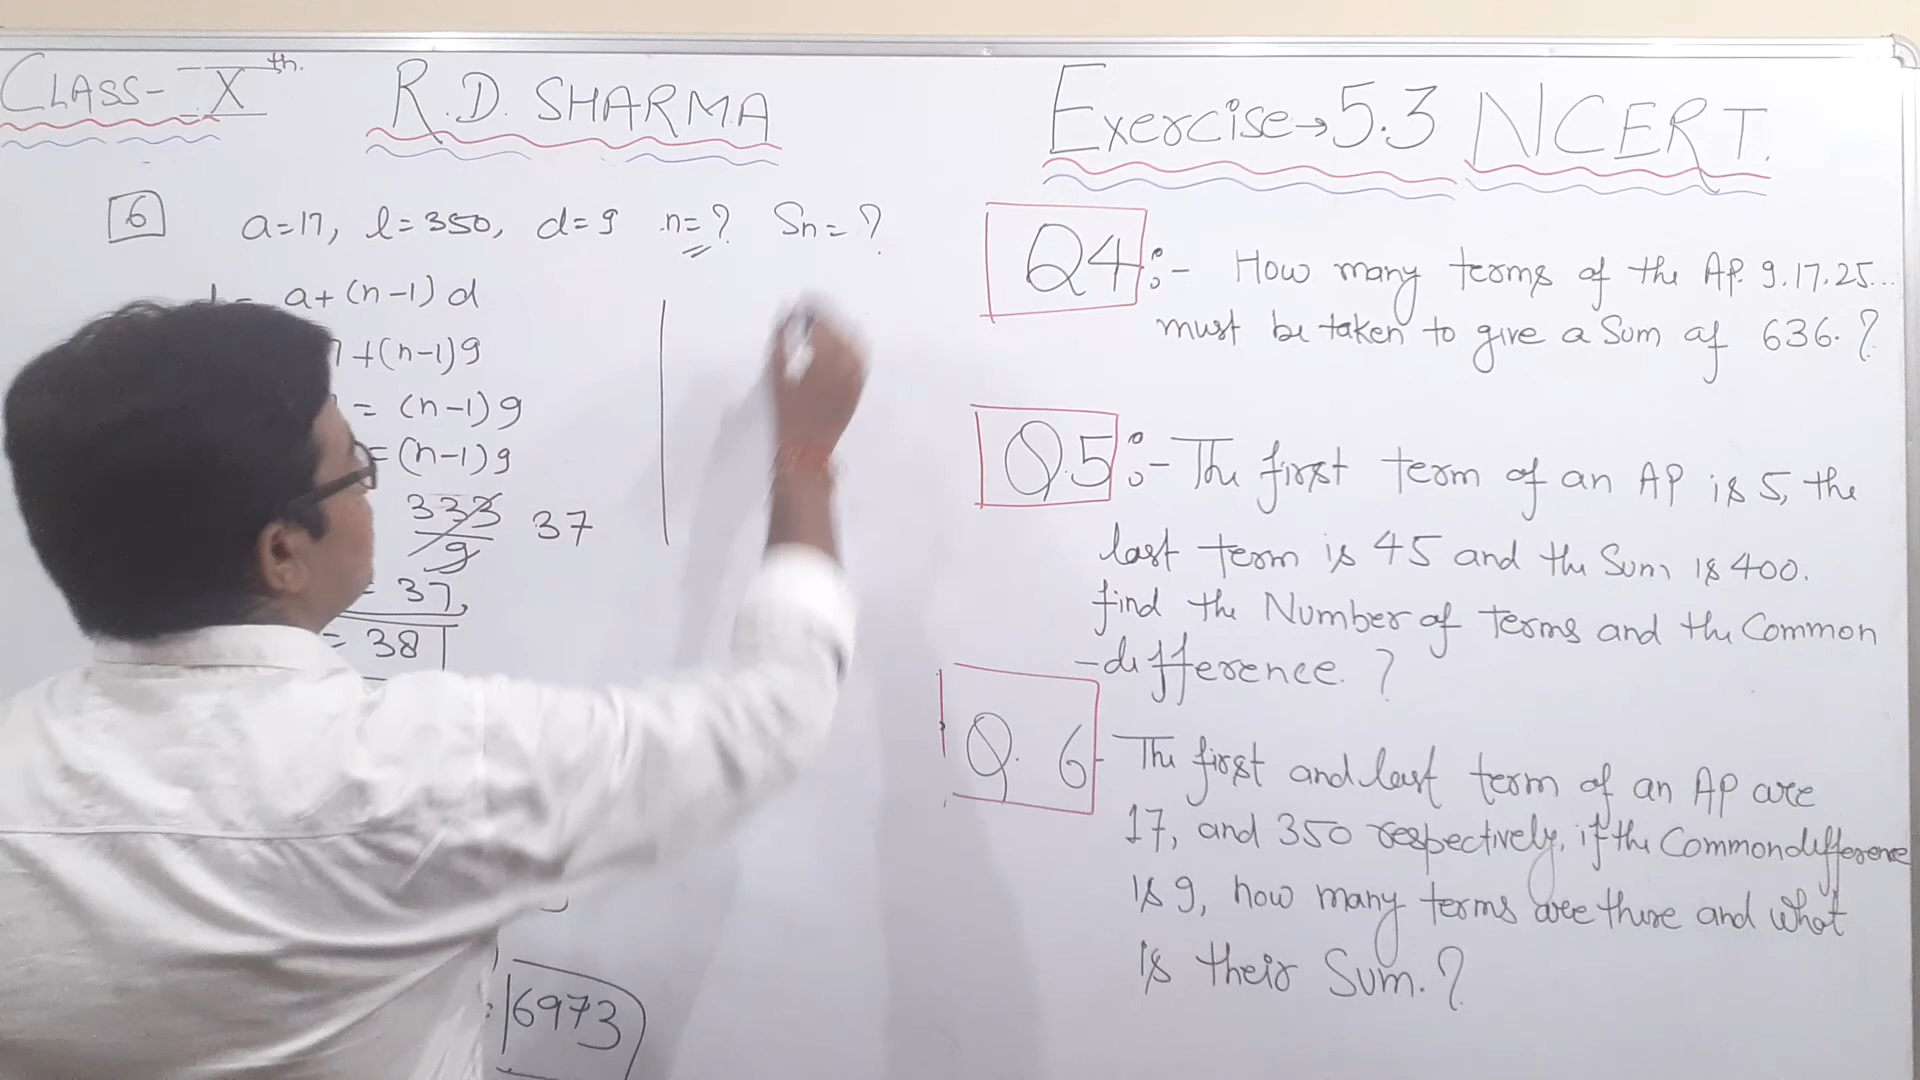 CLASS- Xth. R.D. SHARMA
6 a=17, l=350, d=9 n=? Sn=?
a+(n-1) d
+(n-1)9
= (n-1)9
=(n-1)9
333/9 37
= 37,
= 38
6973
Exercise→5.3 NCERT.
Q4:- How many terms of the AP. 9.17.25...
must be taken to give a Sum of 636.?
Q.5:- The first term of an AP is 5, the
last term is 45 and the Sum is 400.
find the Number of terms and the Common
-difference. ?
Q. 6- The first and last term of an AP are
17, and 350 respectively, if the Common difference
is 9, how many terms are there and what
is their Sum.?